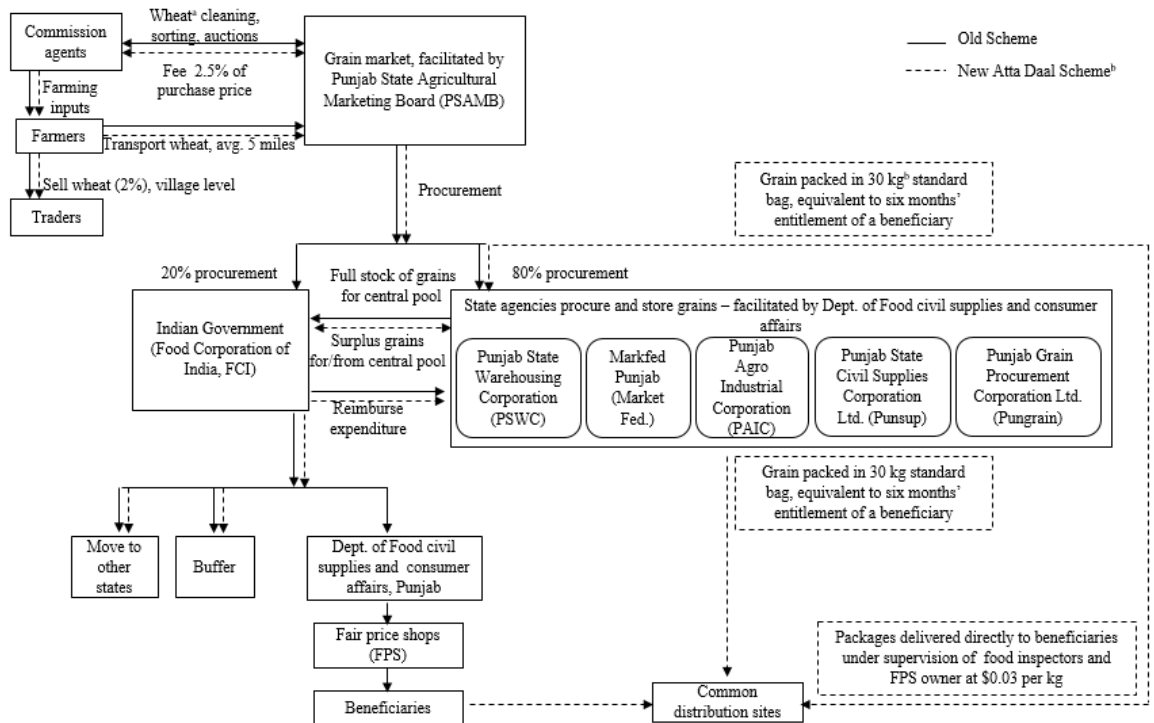 Commission
agents
Wheatᵃ cleaning,
sorting, auctions
Fee 2.5% of
purchase price
Grain market, facilitated by
Punjab State Agricultural
Marketing Board (PSAMB)
Old Scheme
New Atta Daal Schemeᵇ
Farming
inputs
Farmers
Transport wheat, avg. 5 miles
Sell wheat (2%), village level
Traders
Procurement
Grain packed in 30 kgᵇ standard
bag, equivalent to six months’
entitlement of a beneficiary
20% procurement
Full stock of grains
for central pool
80% procurement
Indian Government
(Food Corporation of
India, FCI)
Surplus grains
for/from central pool
Reimburse
expenditure
State agencies procure and store grains – facilitated by Dept. of Food civil supplies and consumer
affairs
Punjab State
Warehousing
Corporation
(PSWC)
Markfed
Punjab
(Market
Fed.)
Punjab
Agro
Industrial
Corporation
(PAIC)
Punjab State
Civil Supplies
Corporation
Ltd. (Punsup)
Punjab Grain
Procurement
Corporation Ltd.
(Pungrain)
Grain packed in 30 kg standard
bag, equivalent to six months’
entitlement of a beneficiary
Move to
other
states
Buffer
Dept. of Food civil
supplies and consumer
affairs, Punjab
Fair price shops
(FPS)
Beneficiaries
Common
distribution sites
Packages delivered directly to beneficiaries
under supervision of food inspectors and
FPS owner at $0.03 per kg